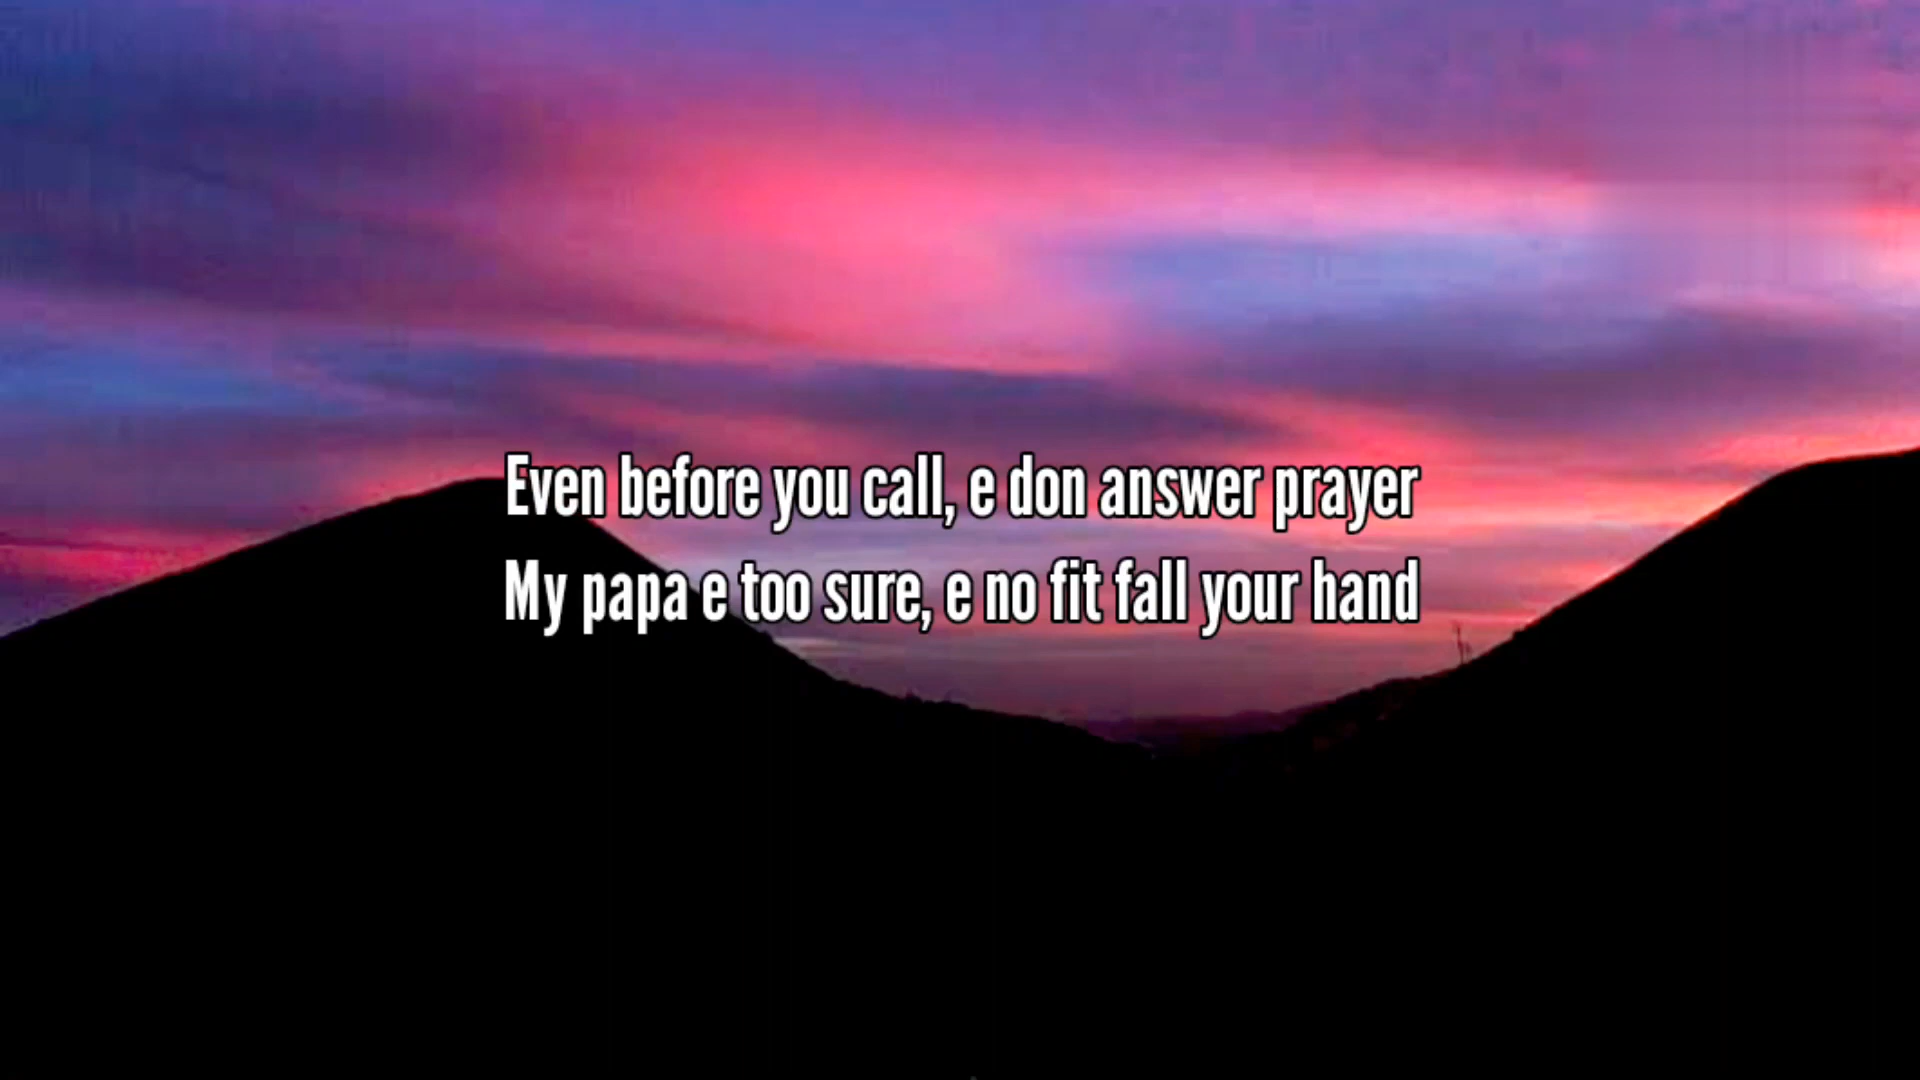 Even before you call, e don answer prayer
My papa e too sure, e no fit fall your hand